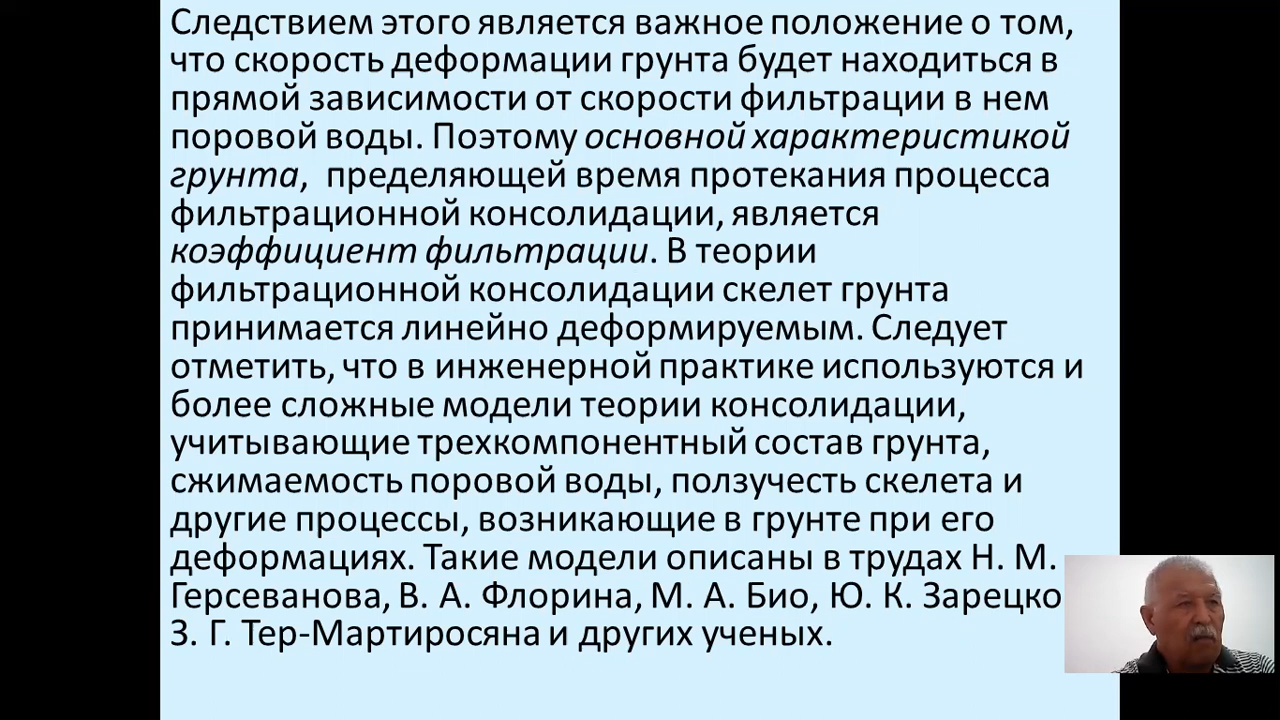 Следствием этого является важное положение о том,
что скорость деформации грунта будет находиться в
прямой зависимости от скорости фильтрации в нем
поровой воды. Поэтому основной характеристикой
грунта, пределяющей время протекания процесса
фильтрационной консолидации, является
коэффициент фильтрации. В теории
фильтрационной консолидации скелет грунта
принимается линейно деформируемым. Следует
отметить, что в инженерной практике используются и
более сложные модели теории консолидации,
учитывающие трехкомпонентный состав грунта,
сжимаемость поровой воды, ползучесть скелета и
другие процессы, возникающие в грунте при его
деформациях. Такие модели описаны в трудах Н. М.
Герсеванова, В. А. Флорина, М. А. Био, Ю. К. Зарецко
З. Г. Тер-Мартиросяна и других ученых.